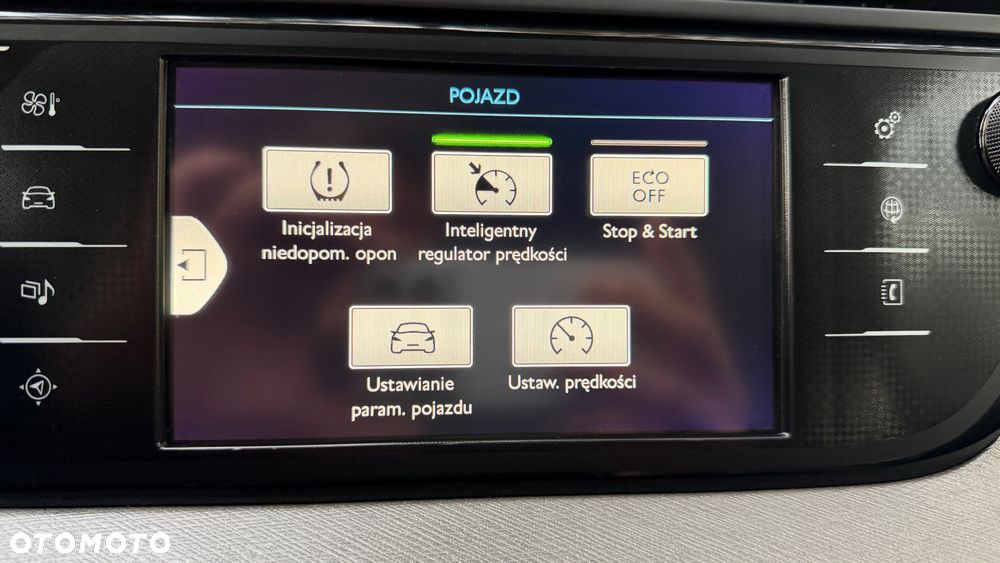 POJAZD
Inicjalizacja
niedopom. opon
Inteligentny
regulator prędkości
ECO
OFF
Stop & Start
Ustawianie
param. pojazdu
Ustaw. prędkości
OTOMOTO